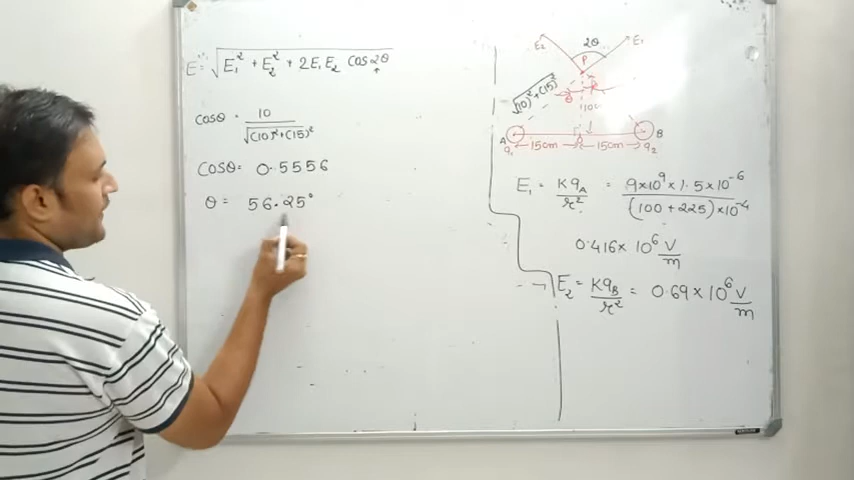 E = √E₁² + E₂² + 2E₁E₂ cos2θ
cosθ = 10 / √(10)²+(15)²
cosθ = 0.5556
θ = 56.25°
E₂ 2θ E₁
P
√(10)²+(15)²
θ
10c
A B
q₁ ←15cm→ O ←15cm→ q₂
E₁ = Kq_A / r² = 9×10⁹×1.5×10⁻⁶ / (100+225)×10⁻⁴
0.416×10⁶ V/m
E₂ = Kq_B / r² = 0.69×10⁶ V/m